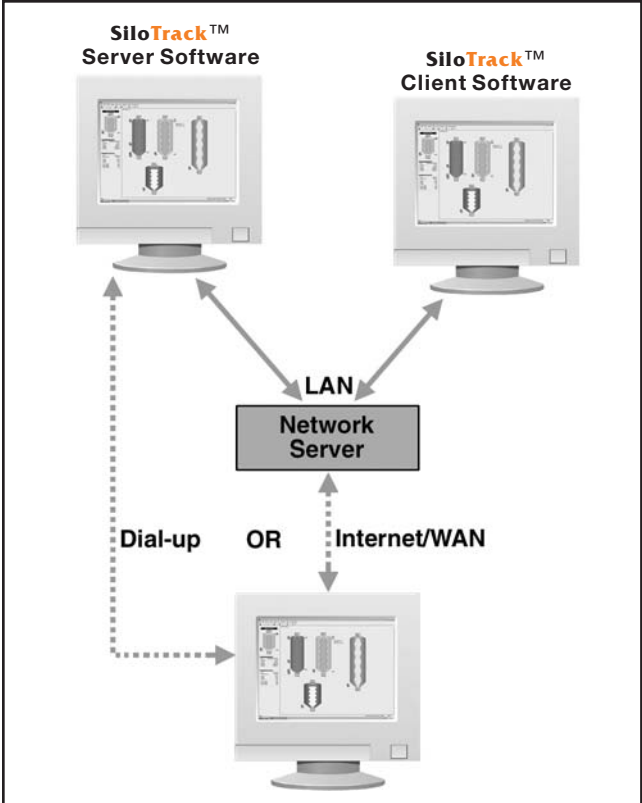 SiloTrack™
Server Software
SiloTrack™
Client Software
LAN
Network
Server
Dial-up OR Internet/WAN